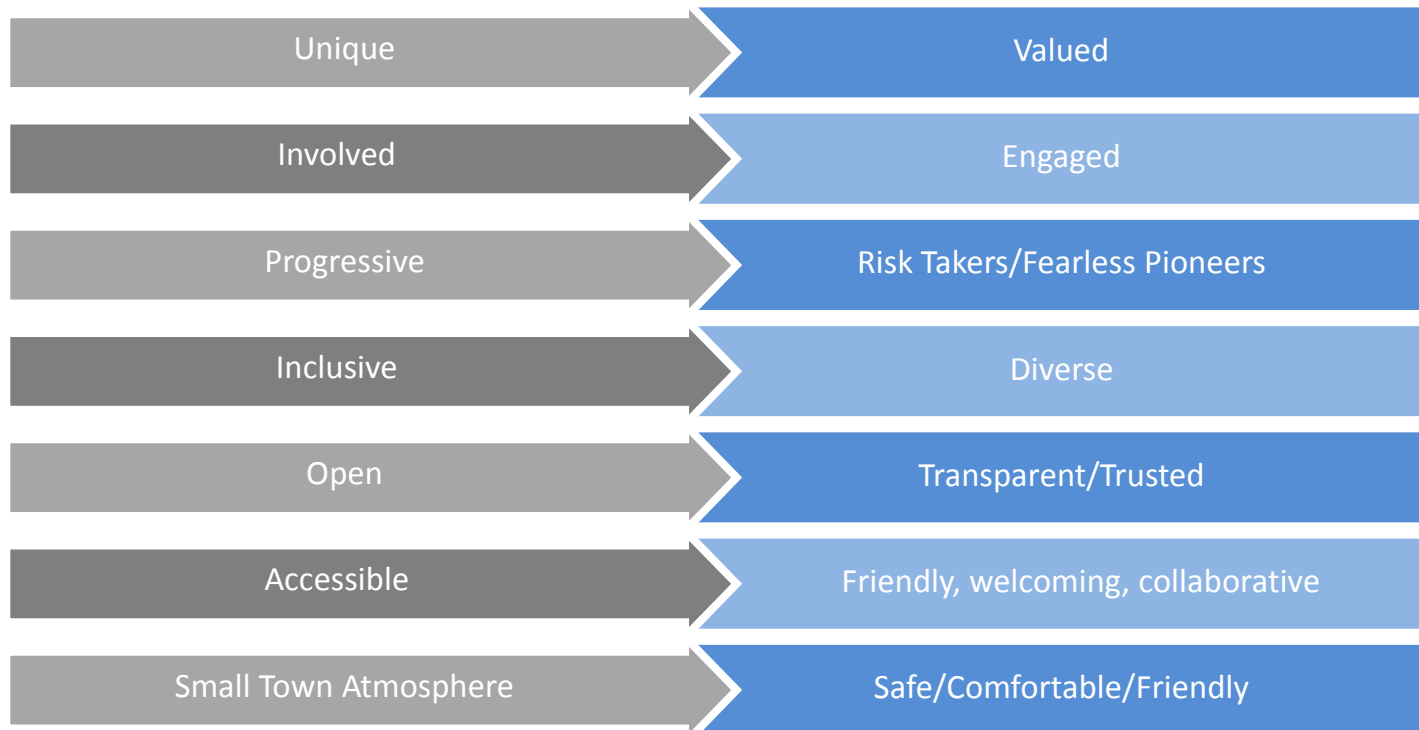 Unique
Valued
Involved
Engaged
Progressive
Risk Takers/Fearless Pioneers
Inclusive
Diverse
Open
Transparent/Trusted
Accessible
Friendly, welcoming, collaborative
Small Town Atmosphere
Safe/Comfortable/Friendly